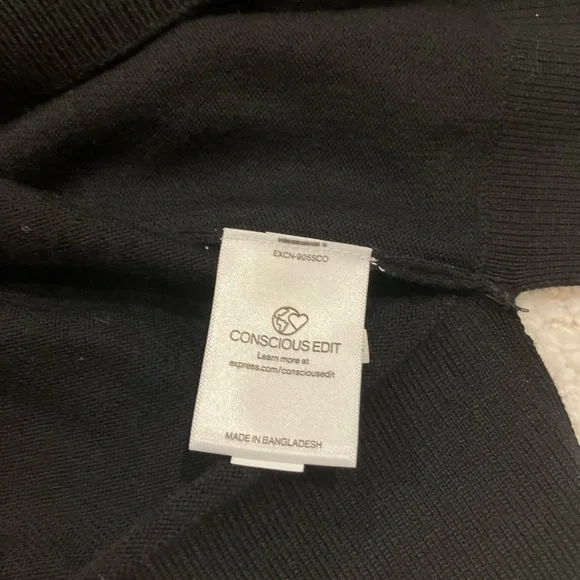 EXCN-905SCO
CONSCIOUS EDIT
Learn more at
express.com/consciousedit
MADE IN BANGLADESH